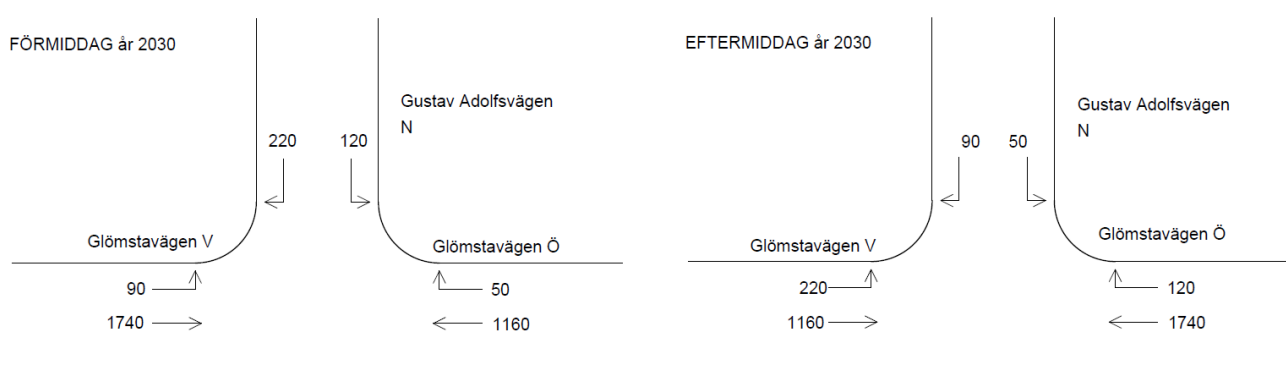 FÖRMIDDAG år 2030
Gustav Adolfsvägen
N
220
120
Glömstavägen V
Glömstavägen Ö
90
50
1740
1160
EFTERMIDDAG år 2030
Gustav Adolfsvägen
N
90
50
Glömstavägen V
Glömstavägen Ö
220
120
1160
1740